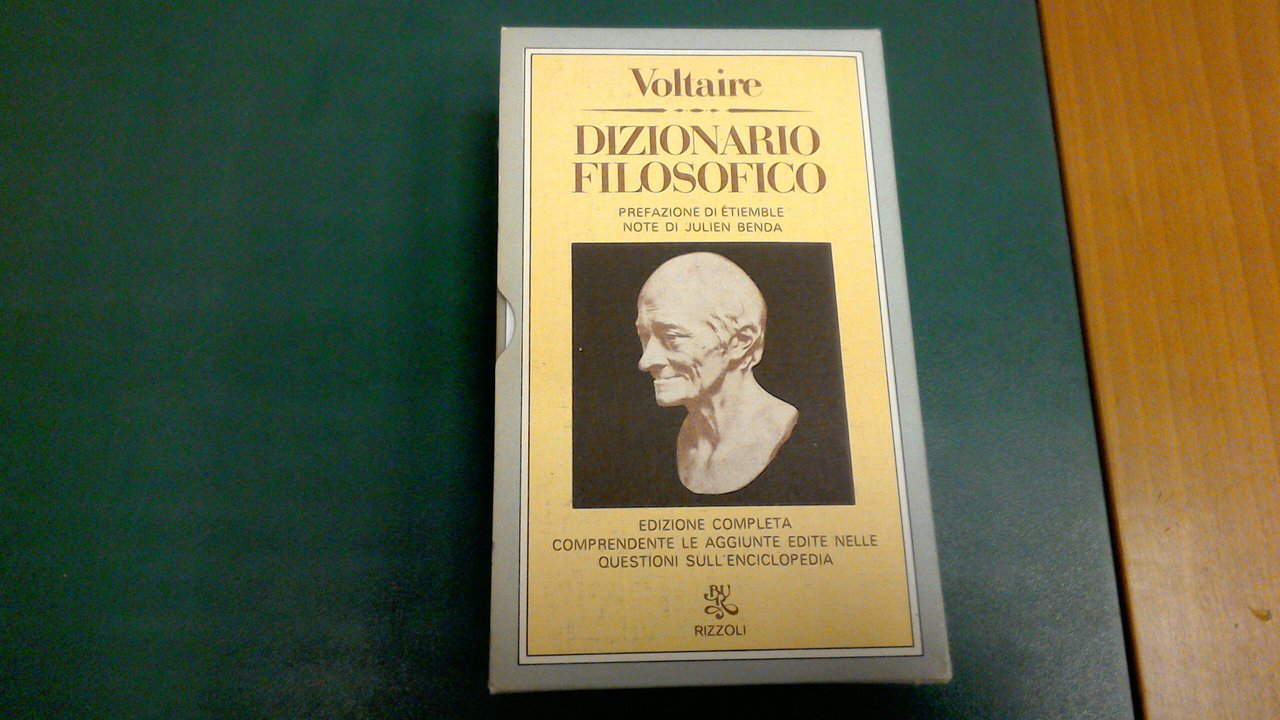 Voltaire
DIZIONARIO
FILOSOFICO
PREFAZIONE DI ÉTIEMBLE
NOTE DI JULIEN BENDA
EDIZIONE COMPLETA
COMPRENDENTE LE AGGIUNTE EDITE NELLE
QUESTIONI SULL'ENCICLOPEDIA
BUR
RIZZOLI